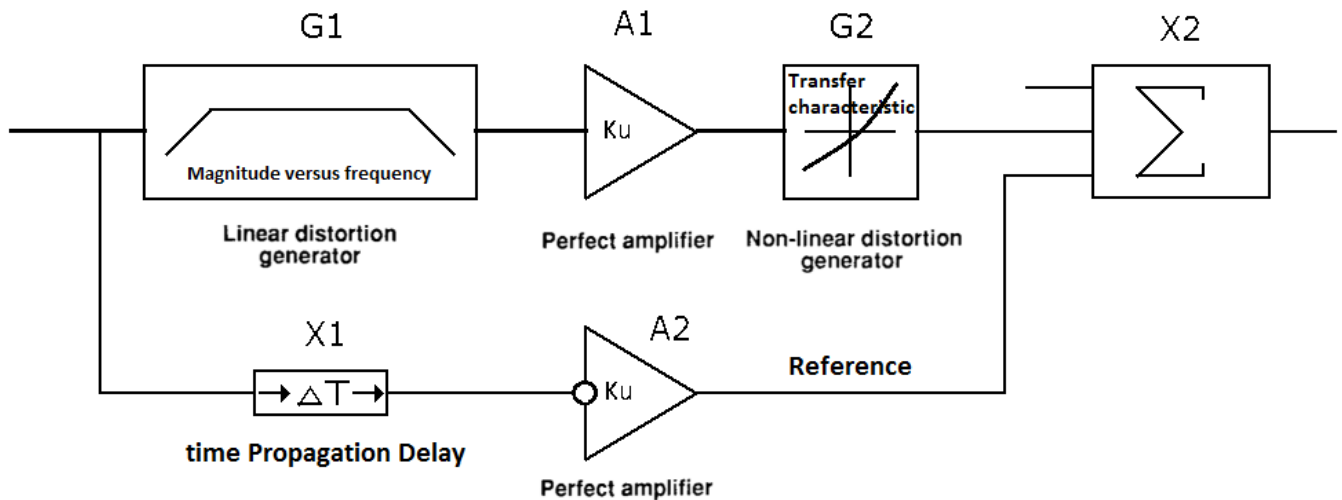 G1
A1
G2
X2
Transfer
characteristic
Ku
Magnitude versus frequency
Linear distortion
generator
Perfect amplifier
Non-linear distortion
generator
X1
A2
Reference
ΔT
Ku
time Propagation Delay
Perfect amplifier
Σ